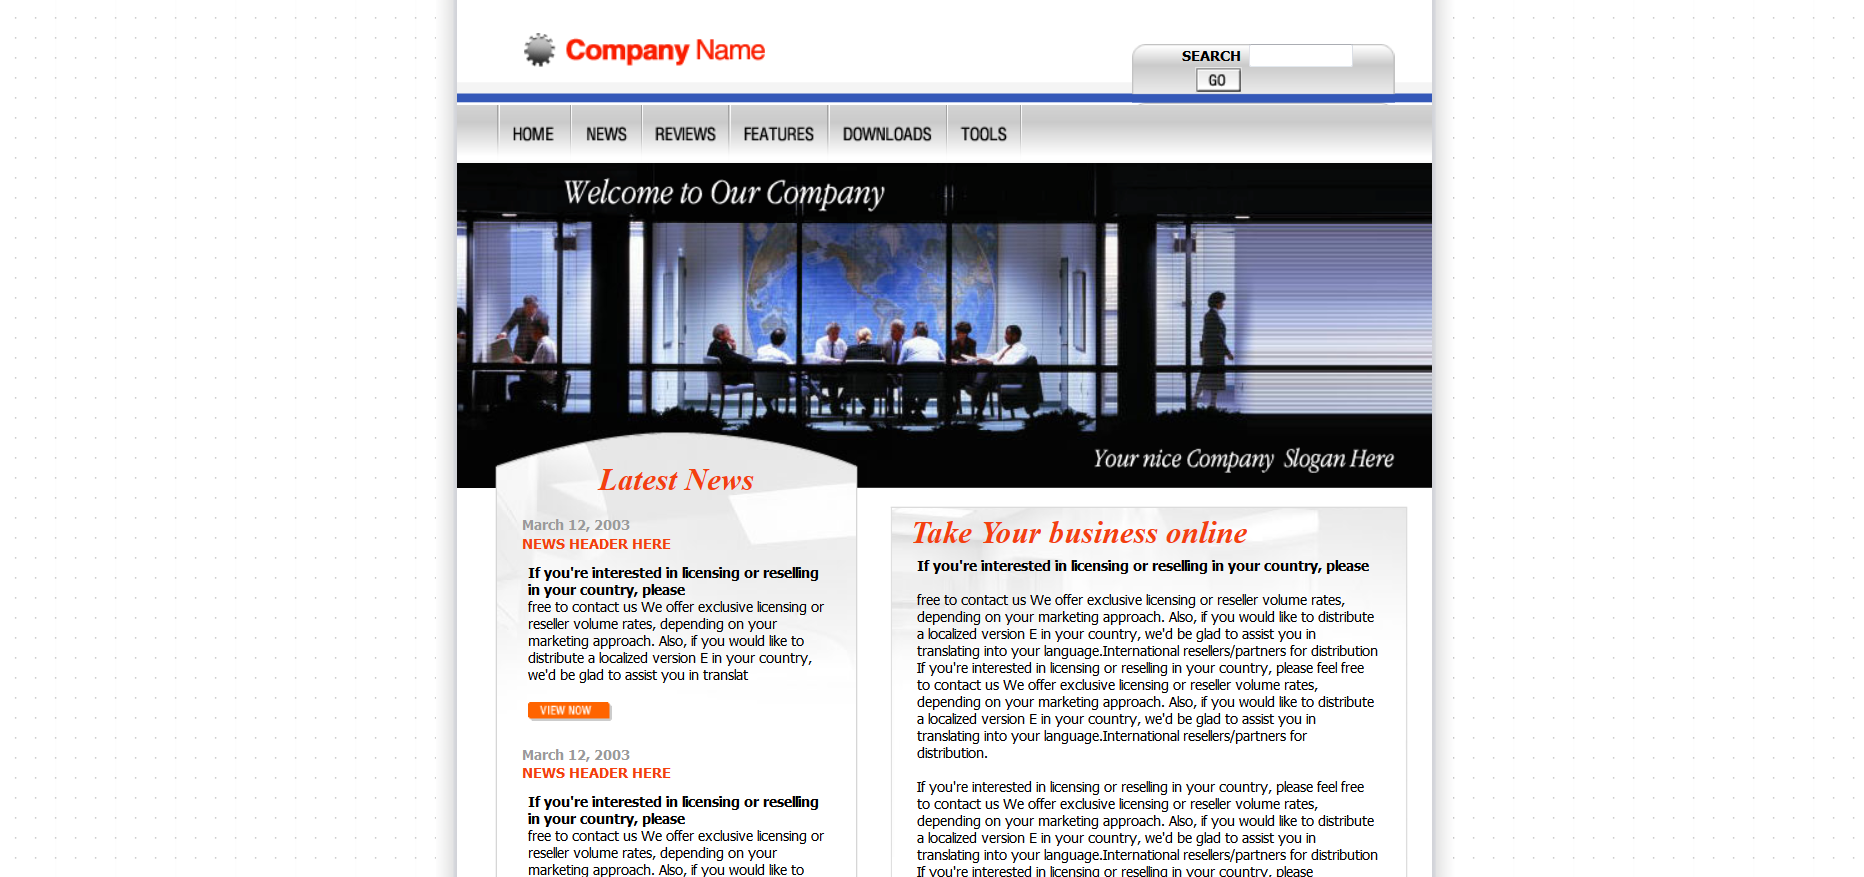 Company Name
SEARCH
GO
HOME NEWS REVIEWS FEATURES DOWNLOADS TOOLS
Welcome to Our Company
Your nice Company Slogan Here
Latest News
March 12, 2003
NEWS HEADER HERE
If you're interested in licensing or reselling
in your country, please
free to contact us We offer exclusive licensing or
reseller volume rates, depending on your
marketing approach. Also, if you would like to
distribute a localized version E in your country,
we'd be glad to assist you in translat
VIEW NOW
March 12, 2003
NEWS HEADER HERE
If you're interested in licensing or reselling
in your country, please
free to contact us We offer exclusive licensing or
reseller volume rates, depending on your
marketing approach. Also, if you would like to
Take Your business online
If you're interested in licensing or reselling in your country, please
free to contact us We offer exclusive licensing or reseller volume rates,
depending on your marketing approach. Also, if you would like to distribute
a localized version E in your country, we'd be glad to assist you in
translating into your language.International resellers/partners for distribution
If you're interested in licensing or reselling in your country, please feel free
to contact us We offer exclusive licensing or reseller volume rates,
depending on your marketing approach. Also, if you would like to distribute
a localized version E in your country, we'd be glad to assist you in
translating into your language.International resellers/partners for
distribution.
If you're interested in licensing or reselling in your country, please feel free
to contact us We offer exclusive licensing or reseller volume rates,
depending on your marketing approach. Also, if you would like to distribute
a localized version E in your country, we'd be glad to assist you in
translating into your language.International resellers/partners for distribution
If you're interested in licensing or reselling in your country, please